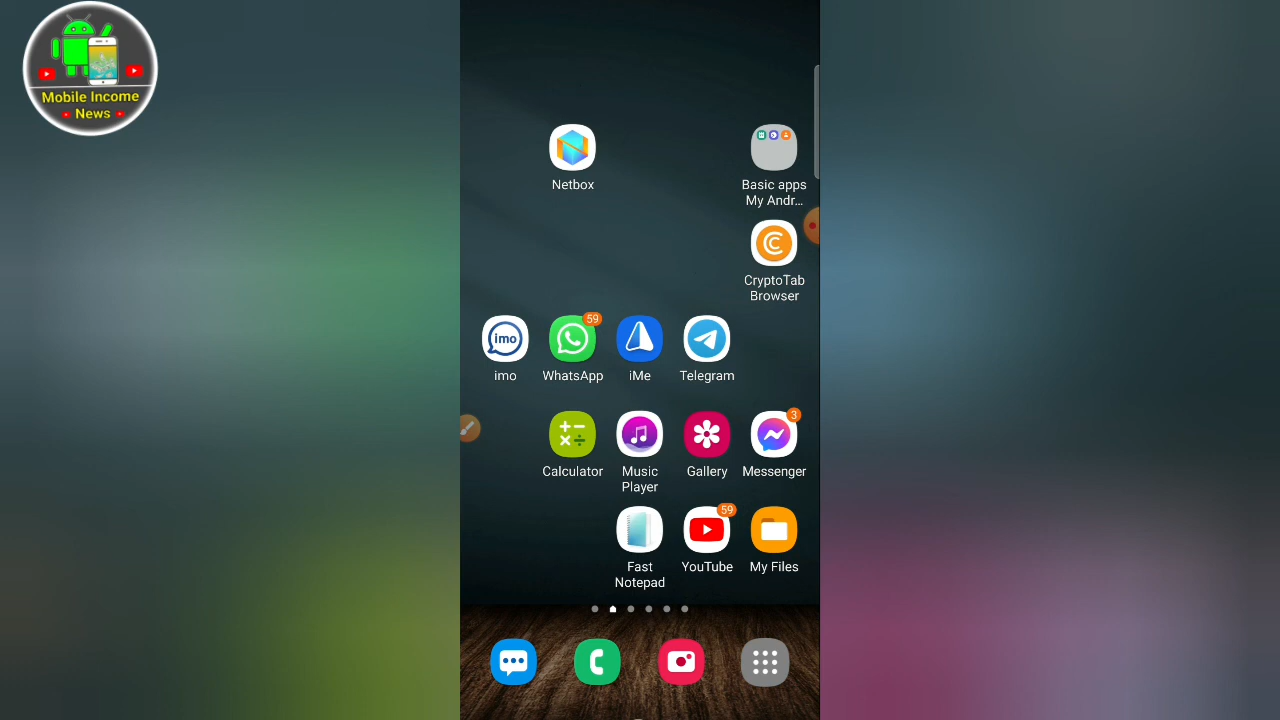 Mobile Income
News
Netbox
Basic apps
My Andr...
CryptoTab
Browser
imo
59
imo
WhatsApp
iMe
Telegram
3
Calculator
Music
Player
Gallery
Messenger
59
Fast
Notepad
YouTube
My Files